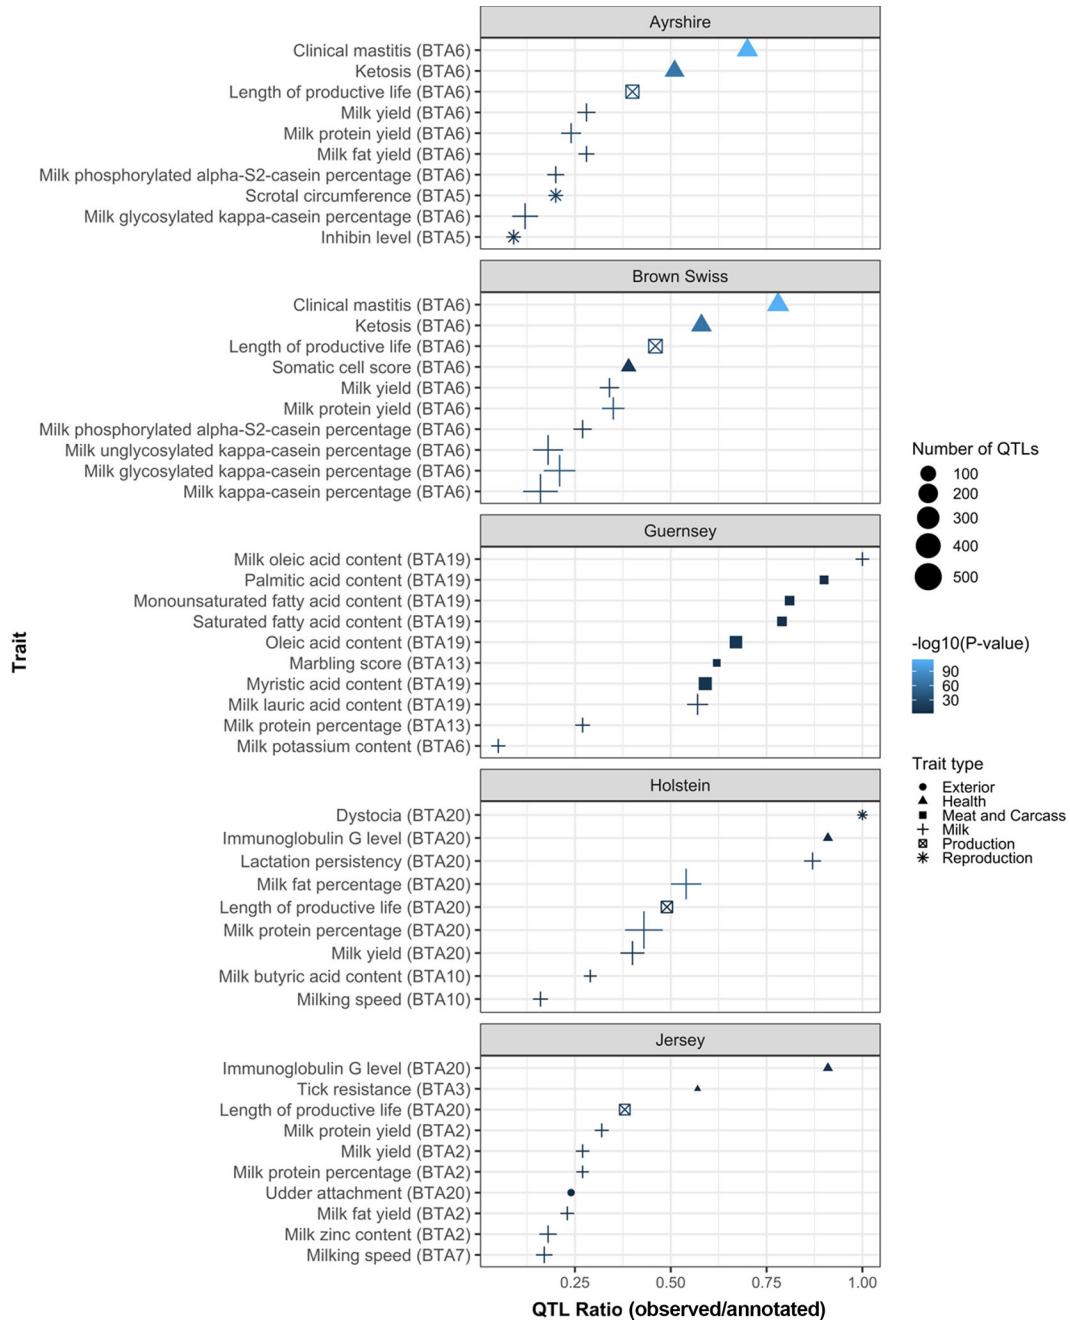 Ayrshire
Clinical mastitis (BTA6)
Ketosis (BTA6)
Length of productive life (BTA6)
Milk yield (BTA6)
Milk protein yield (BTA6)
Milk fat yield (BTA6)
Milk phosphorylated alpha-S2-casein percentage (BTA6)
Scrotal circumference (BTA5)
Milk glycosylated kappa-casein percentage (BTA6)
Inhibin level (BTA5)
Brown Swiss
Clinical mastitis (BTA6)
Ketosis (BTA6)
Length of productive life (BTA6)
Somatic cell score (BTA6)
Milk yield (BTA6)
Milk protein yield (BTA6)
Milk phosphorylated alpha-S2-casein percentage (BTA6)
Milk unglycosylated kappa-casein percentage (BTA6)
Milk glycosylated kappa-casein percentage (BTA6)
Milk kappa-casein percentage (BTA6)
Guernsey
Milk oleic acid content (BTA19)
Palmitic acid content (BTA19)
Monounsaturated fatty acid content (BTA19)
Saturated fatty acid content (BTA19)
Oleic acid content (BTA19)
Marbling score (BTA13)
Myristic acid content (BTA19)
Milk lauric acid content (BTA19)
Milk protein percentage (BTA13)
Milk potassium content (BTA6)
Holstein
Dystocia (BTA20)
Immunoglobulin G level (BTA20)
Lactation persistency (BTA20)
Milk fat percentage (BTA20)
Length of productive life (BTA20)
Milk protein percentage (BTA20)
Milk yield (BTA20)
Milk butyric acid content (BTA10)
Milking speed (BTA10)
Jersey
Immunoglobulin G level (BTA20)
Tick resistance (BTA3)
Length of productive life (BTA20)
Milk protein yield (BTA2)
Milk yield (BTA2)
Milk protein percentage (BTA2)
Udder attachment (BTA20)
Milk fat yield (BTA2)
Milk zinc content (BTA2)
Milking speed (BTA7)
0.25 0.50 0.75 1.00
QTL Ratio (observed/annotated)
Trait
Number of QTLs
100
200
300
400
500
-log10(P-value)
90
60
30
Trait type
Exterior
Health
Meat and Carcass
Milk
Production
Reproduction